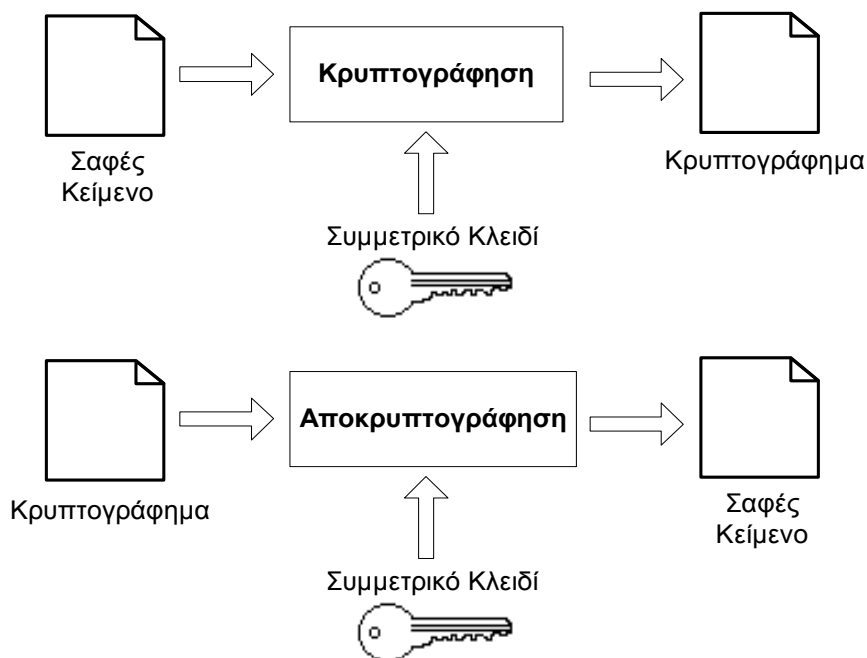 Κρυπτογράφηση
Σαφές
Κείμενο
Κρυπτογράφημα
Συμμετρικό Κλειδί
Αποκρυπτογράφηση
Κρυπτογράφημα
Σαφές
Κείμενο
Συμμετρικό Κλειδί